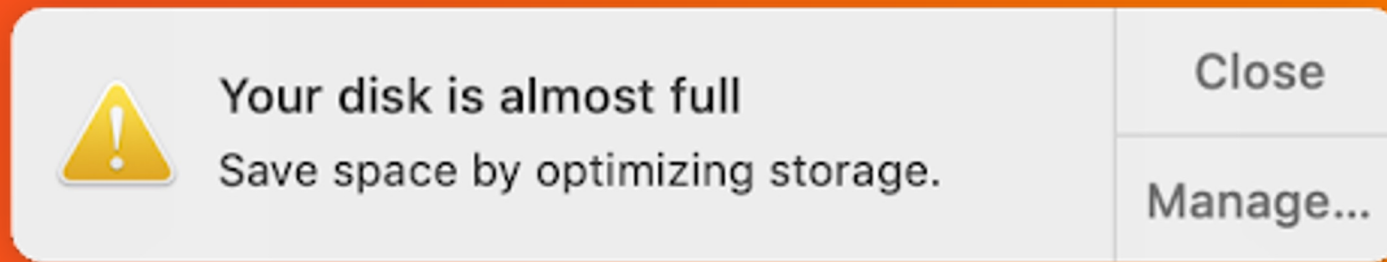 Your disk is almost full
Save space by optimizing storage.
Close
Manage...